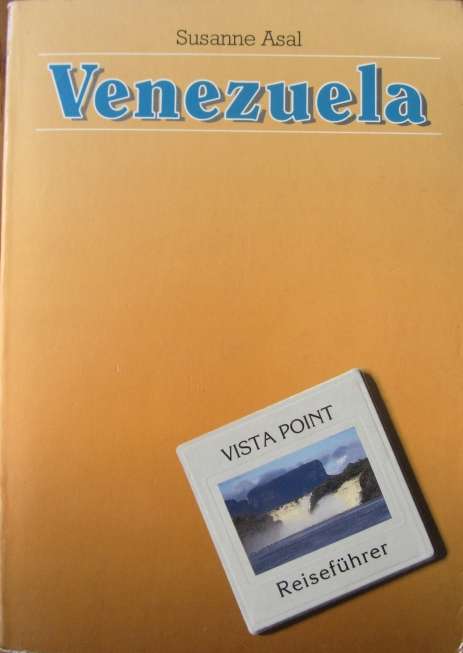 Susanne Asal
Venezuela
VISTA POINT
Reiseführer